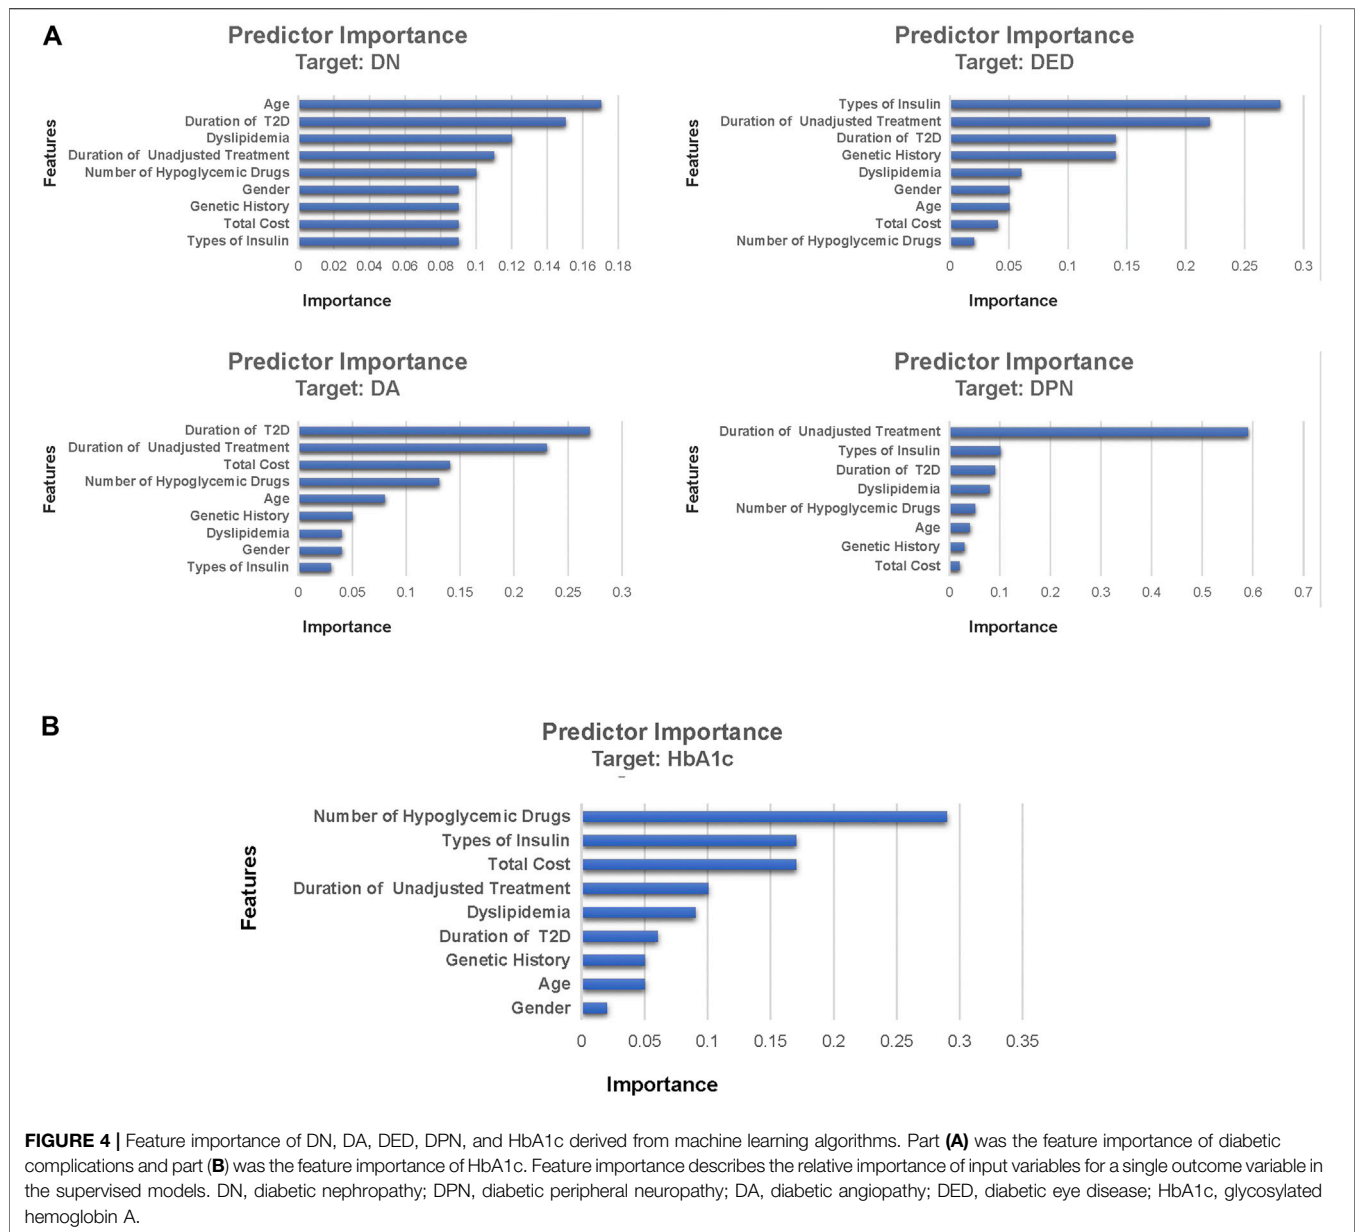 A
Predictor Importance
Target: DN
Features
Age
Duration of T2D
Dyslipidemia
Duration of Unadjusted Treatment
Number of Hypoglycemic Drugs
Gender
Genetic History
Total Cost
Types of Insulin
0 0.02 0.04 0.06 0.08 0.1 0.12 0.14 0.16 0.18
Importance
Predictor Importance
Target: DED
Features
Types of Insulin
Duration of Unadjusted Treatment
Duration of T2D
Genetic History
Dyslipidemia
Gender
Age
Total Cost
Number of Hypoglycemic Drugs
0 0.05 0.1 0.15 0.2 0.25 0.3
Importance
Predictor Importance
Target: DA
Features
Duration of T2D
Duration of Unadjusted Treatment
Total Cost
Number of Hypoglycemic Drugs
Age
Genetic History
Dyslipidemia
Gender
Types of Insulin
0 0.05 0.1 0.15 0.2 0.25 0.3
Importance
Predictor Importance
Target: DPN
Features
Duration of Unadjusted Treatment
Types of Insulin
Duration of T2D
Dyslipidemia
Number of Hypoglycemic Drugs
Age
Genetic History
Total Cost
0 0.1 0.2 0.3 0.4 0.5 0.6 0.7
Importance
B
Predictor Importance
Target: HbA1c
Features
Number of Hypoglycemic Drugs
Types of Insulin
Total Cost
Duration of Unadjusted Treatment
Dyslipidemia
Duration of T2D
Genetic History
Age
Gender
0 0.05 0.1 0.15 0.2 0.25 0.3 0.35
Importance
FIGURE 4 | Feature importance of DN, DA, DED, DPN, and HbA1c derived from machine learning algorithms. Part (A) was the feature importance of diabetic
complications and part (B) was the feature importance of HbA1c. Feature importance describes the relative importance of input variables for a single outcome variable in
the supervised models. DN, diabetic nephropathy; DPN, diabetic peripheral neuropathy; DA, diabetic angiopathy; DED, diabetic eye disease; HbA1c, glycosylated
hemoglobin A.